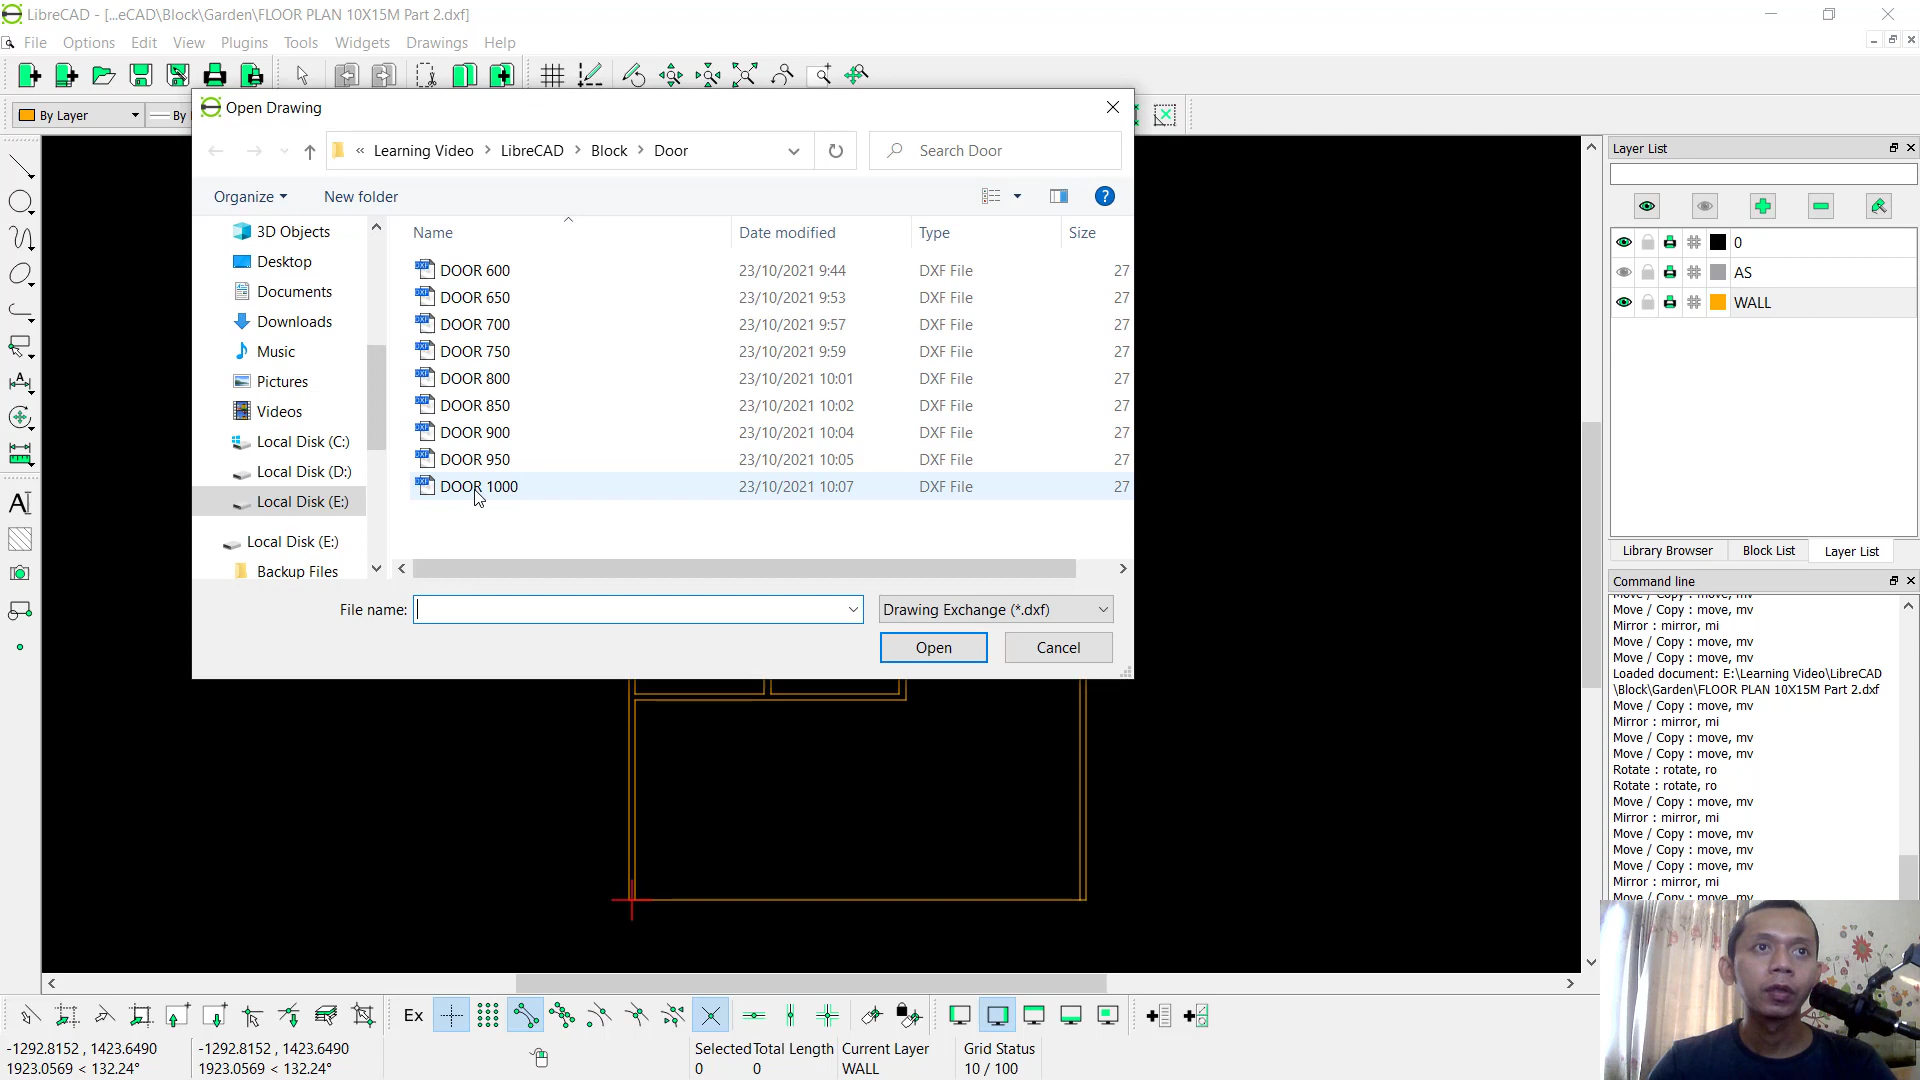 LibreCAD - [...eCAD\Block\Garden\FLOOR PLAN 10X15M Part 2.dxf]
File Options Edit View Plugins Tools Widgets Drawings Help
By Layer
By
Open Drawing
« Learning Video > LibreCAD > Block > Door
Search Door
Organize
New folder
Name Date modified Type Size
3D Objects
Desktop
Documents
Downloads
Music
Pictures
Videos
Local Disk (C:)
Local Disk (D:)
Local Disk (E:)
Local Disk (E:)
Backup Files
DOOR 600 23/10/2021 9:44 DXF File 27
DOOR 650 23/10/2021 9:53 DXF File 27
DOOR 700 23/10/2021 9:57 DXF File 27
DOOR 750 23/10/2021 9:59 DXF File 27
DOOR 800 23/10/2021 10:01 DXF File 27
DOOR 850 23/10/2021 10:02 DXF File 27
DOOR 900 23/10/2021 10:04 DXF File 27
DOOR 950 23/10/2021 10:05 DXF File 27
DOOR 1000 23/10/2021 10:07 DXF File 27
File name:
Drawing Exchange (*.dxf)
Open
Cancel
Layer List
0
AS
WALL
Library Browser Block List Layer List
Command line
Move / Copy : move, mv
Move / Copy : move, mv
Mirror : mirror, mi
Move / Copy : move, mv
Move / Copy : move, mv
Loaded document: E:\Learning Video\LibreCAD
\Block\Garden\FLOOR PLAN 10X15M Part 2.dxf
Move / Copy : move, mv
Mirror : mirror, mi
Move / Copy : move, mv
Move / Copy : move, mv
Rotate : rotate, ro
Rotate : rotate, ro
Move / Copy : move, mv
Mirror : mirror, mi
Move / Copy : move, mv
Move / Copy : move, mv
Move / Copy : move, mv
Mirror : mirror, mi
Move / Copy : move, mv
Ex
-1292.8152 , 1423.6490
1923.0569 < 132.24°
-1292.8152 , 1423.6490
1923.0569 < 132.24°
Selected Total Length
0 0
Current Layer
WALL
Grid Status
10 / 100